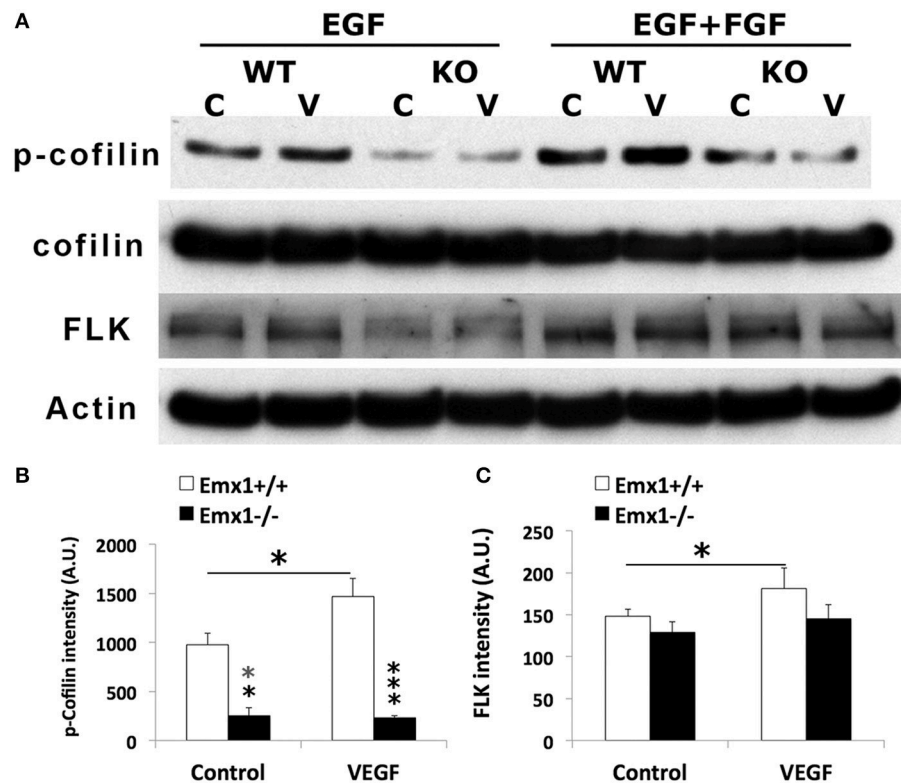 A
EGF EGF+FGF
WT KO WT KO
C V C V C V C V
p-cofilin
cofilin
FLK
Actin
B
Emx1+/+
Emx1-/-
p-Cofilin intensity (A.U.)
2000
1500
1000
500
0
*
**
***
Control VEGF
C
Emx1+/+
Emx1-/-
FLK intensity (A.U.)
250
200
150
100
50
0
*
Control VEGF